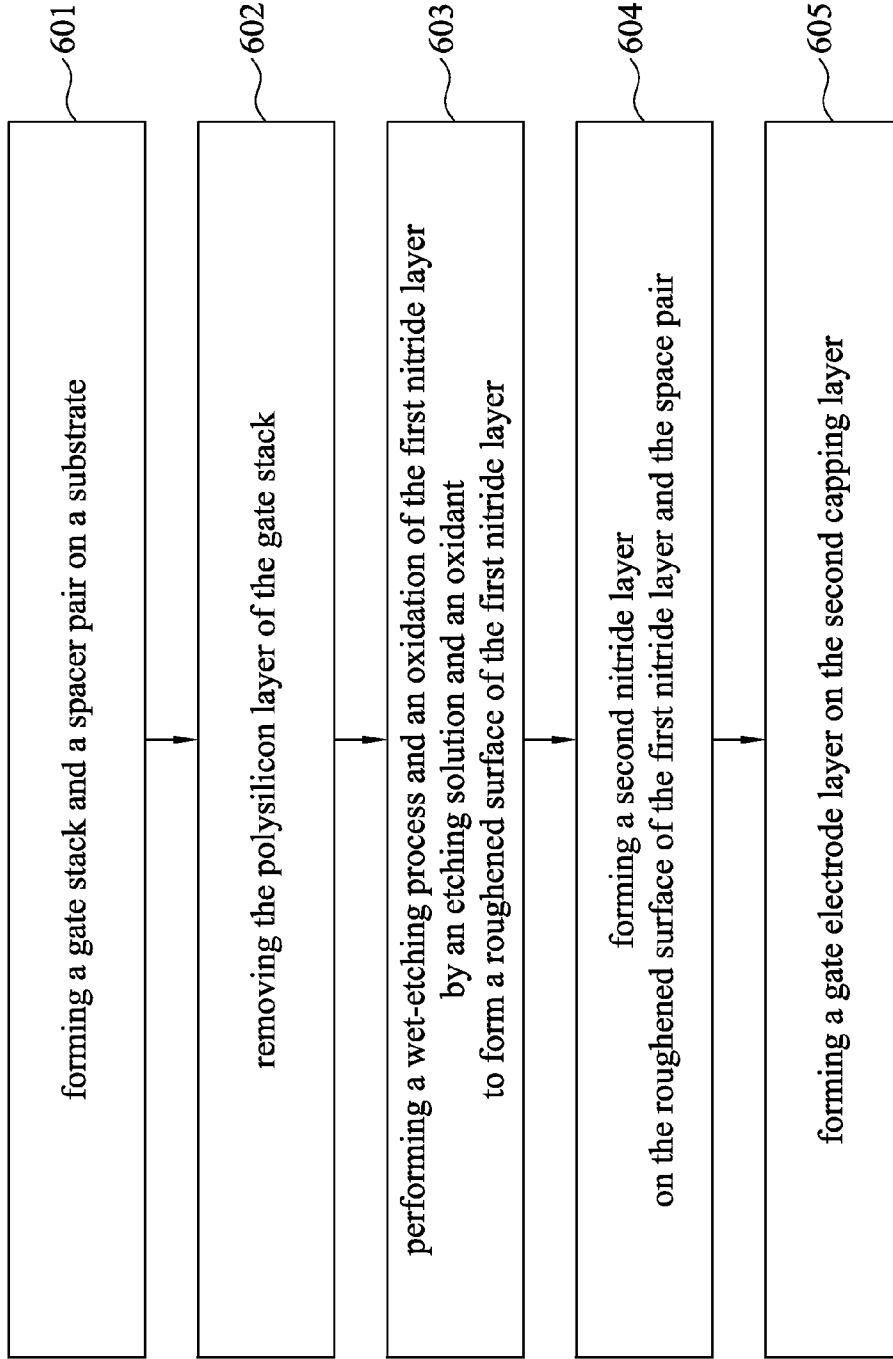 forming a gate stack and a spacer pair on a substrate
601
removing the polysilicon layer of the gate stack
602
performing a wet-etching process and an oxidation of the first nitride layer
by an etching solution and an oxidant
to form a roughened surface of the first nitride layer
603
forming a second nitride layer
on the roughened surface of the first nitride layer and the space pair
604
forming a gate electrode layer on the second capping layer
605